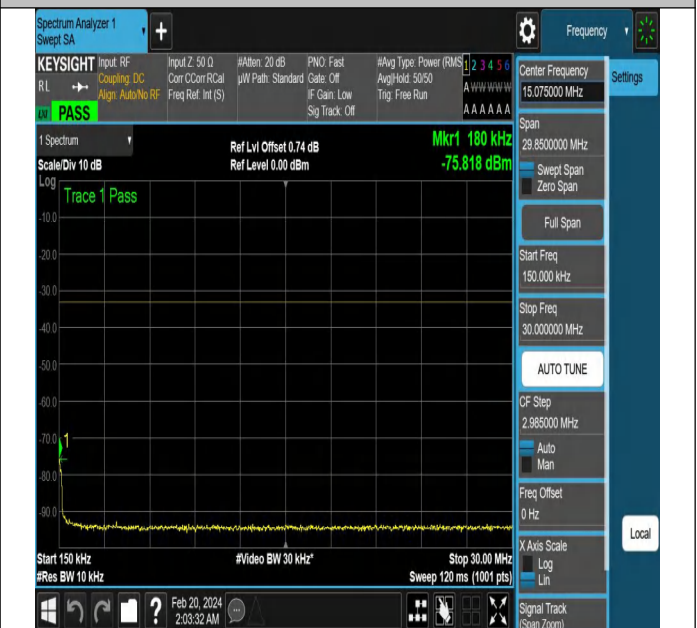 Spectrum Analyzer 1
Swept SA
+
Frequency
KEYSIGHT
RL
PASS
Input: RF
Coupling: DC
Align: Auto/No RF
Input Z: 50 Ω
Corr CCorr RCal
Freq Ref: Int (S)
#Atten: 20 dB
µW Path: Standard
PNO: Fast
Gate: Off
IF Gain: Low
Sig Track: Off
#Avg Type: Power (RMS
Avg|Hold: 50/50
Trig: Free Run
1 2 3 4 5 6
A W W W W W
A A A A A A
1 Spectrum
Scale/Div 10 dB
Log
Ref Lvl Offset 0.74 dB
Ref Level 0.00 dBm
Mkr1 180 kHz
-75.818 dBm
Trace 1 Pass
-10.0
-20.0
-30.0
-40.0
-50.0
-60.0
-70.0
-80.0
-90.0
1
Start 150 kHz
#Res BW 10 kHz
#Video BW 30 kHz*
Stop 30.00 MHz
Sweep 120 ms (1001 pts)
Feb 20, 2024
2:03:32 AM
Center Frequency
15.075000 MHz
Settings
Span
29.8500000 MHz
Swept Span
Zero Span
Full Span
Start Freq
150.000 kHz
Stop Freq
30.000000 MHz
AUTO TUNE
CF Step
2.985000 MHz
Auto
Man
Freq Offset
0 Hz
Local
X Axis Scale
Log
Lin
Signal Track
(Span Zoom)